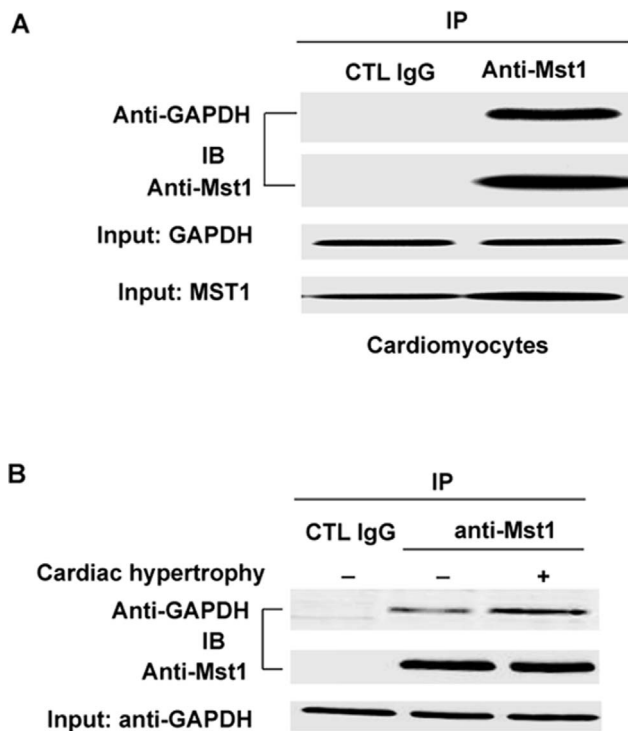 A
IP
CTL IgG Anti-Mst1
Anti-GAPDH
IB
Anti-Mst1
Input: GAPDH
Input: MST1
Cardiomyocytes
B
IP
CTL IgG anti-Mst1
Cardiac hypertrophy – – +
Anti-GAPDH
IB
Anti-Mst1
Input: anti-GAPDH